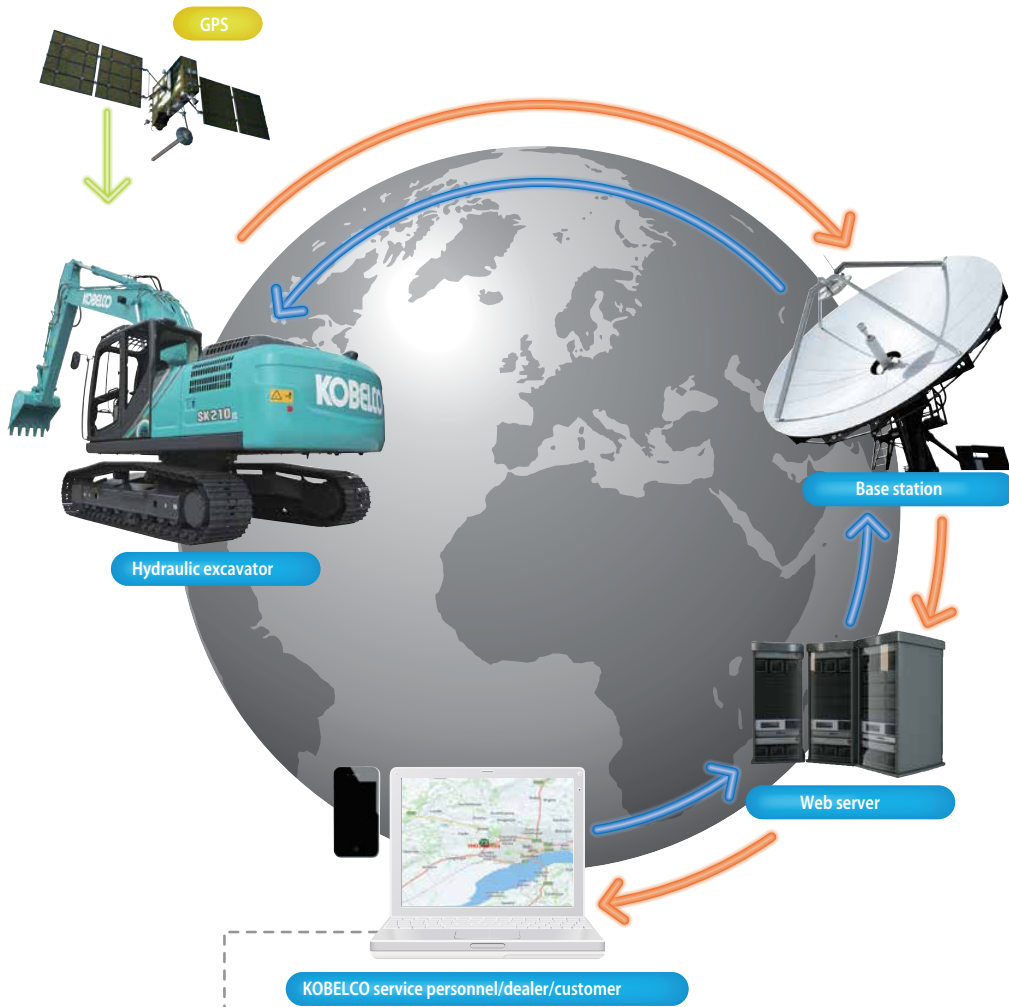 GPS
KOBELCO
KOBELCO
SK210
Hydraulic excavator
Base station
Web server
KOBELCO service personnel/dealer/customer